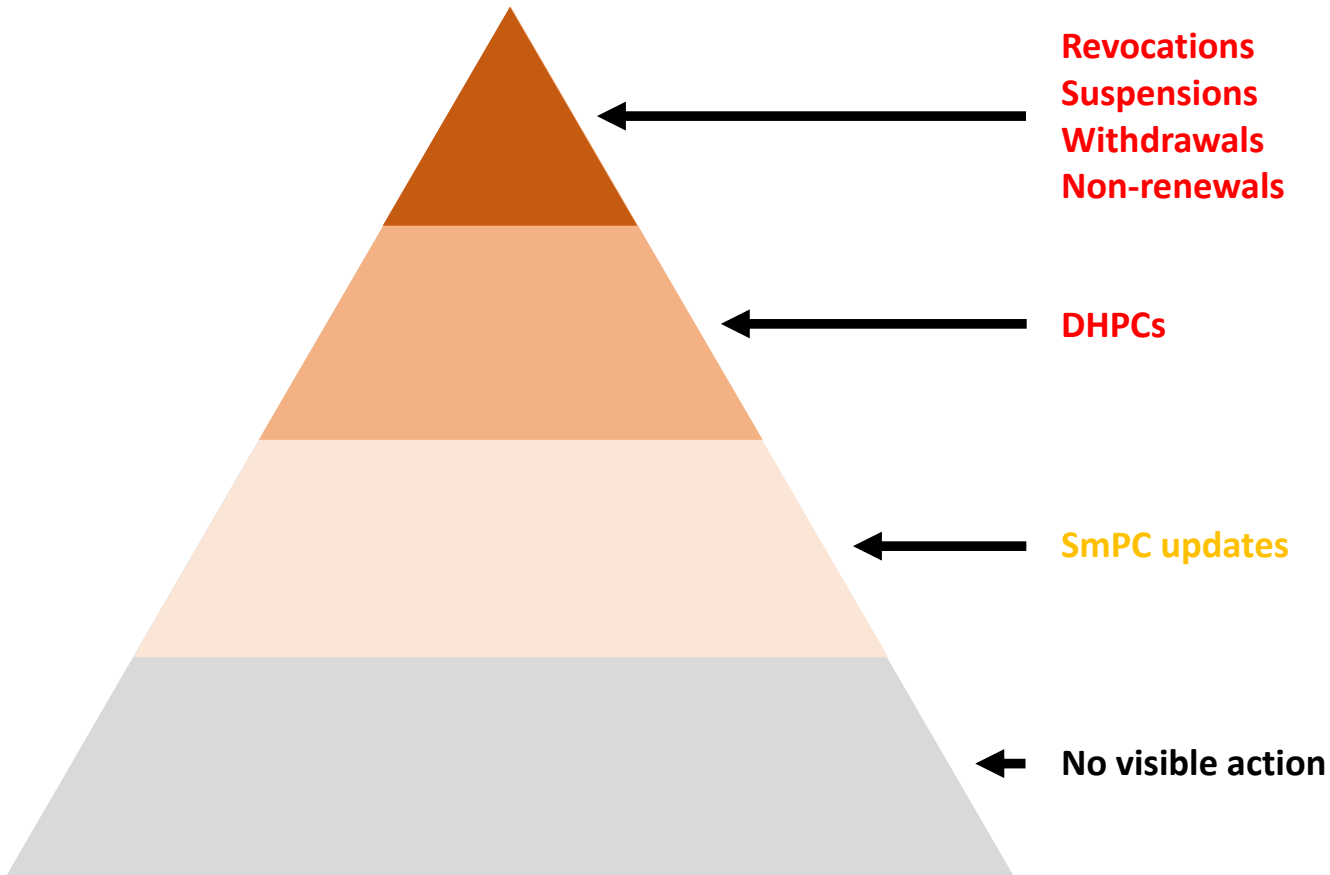 Revocations
Suspensions
Withdrawals
Non-renewals
DHPCs
SmPC updates
No visible action